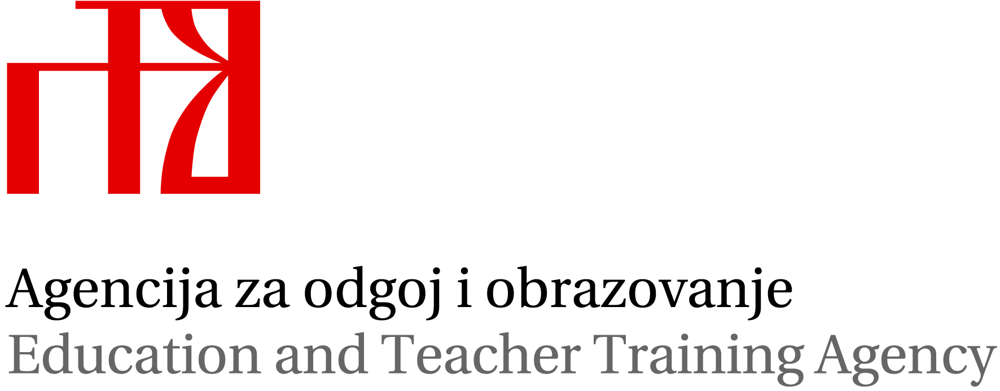 Agencija za odgoj i obrazovanje
Education and Teacher Training Agency